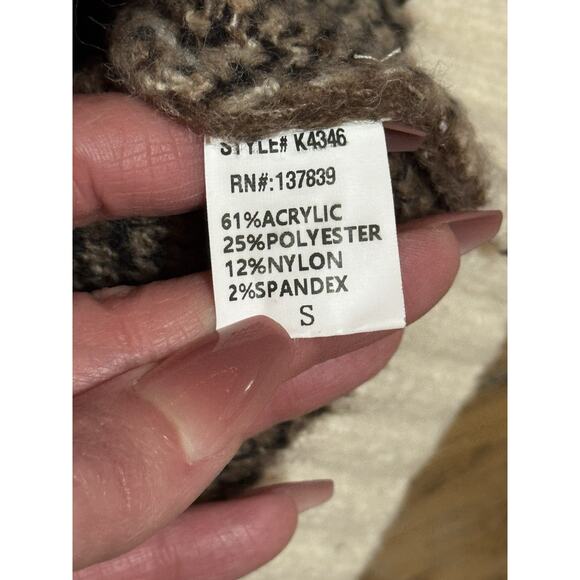 STYLE# K4346
RN#:137839
61%ACRYLIC
25%POLYESTER
12%NYLON
2%SPANDEX
S